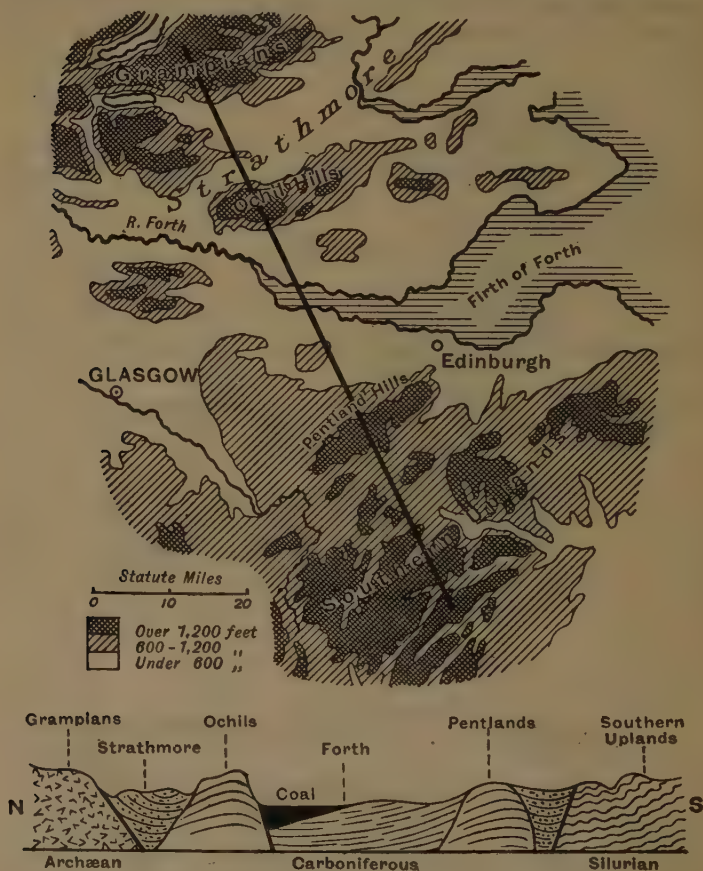 Grampians
Strathmore
Ochil Hills
R. Forth
Firth of Forth
Edinburgh
GLASGOW
Pentland Hills
Southern Uplands
Statute Miles
0 10 20
Over 1,200 feet
600-1,200 „
Under 600 „
Grampians Ochils Pentlands Southern
Strathmore Forth Uplands
Coal
N S
Archæan Carboniferous Silurian